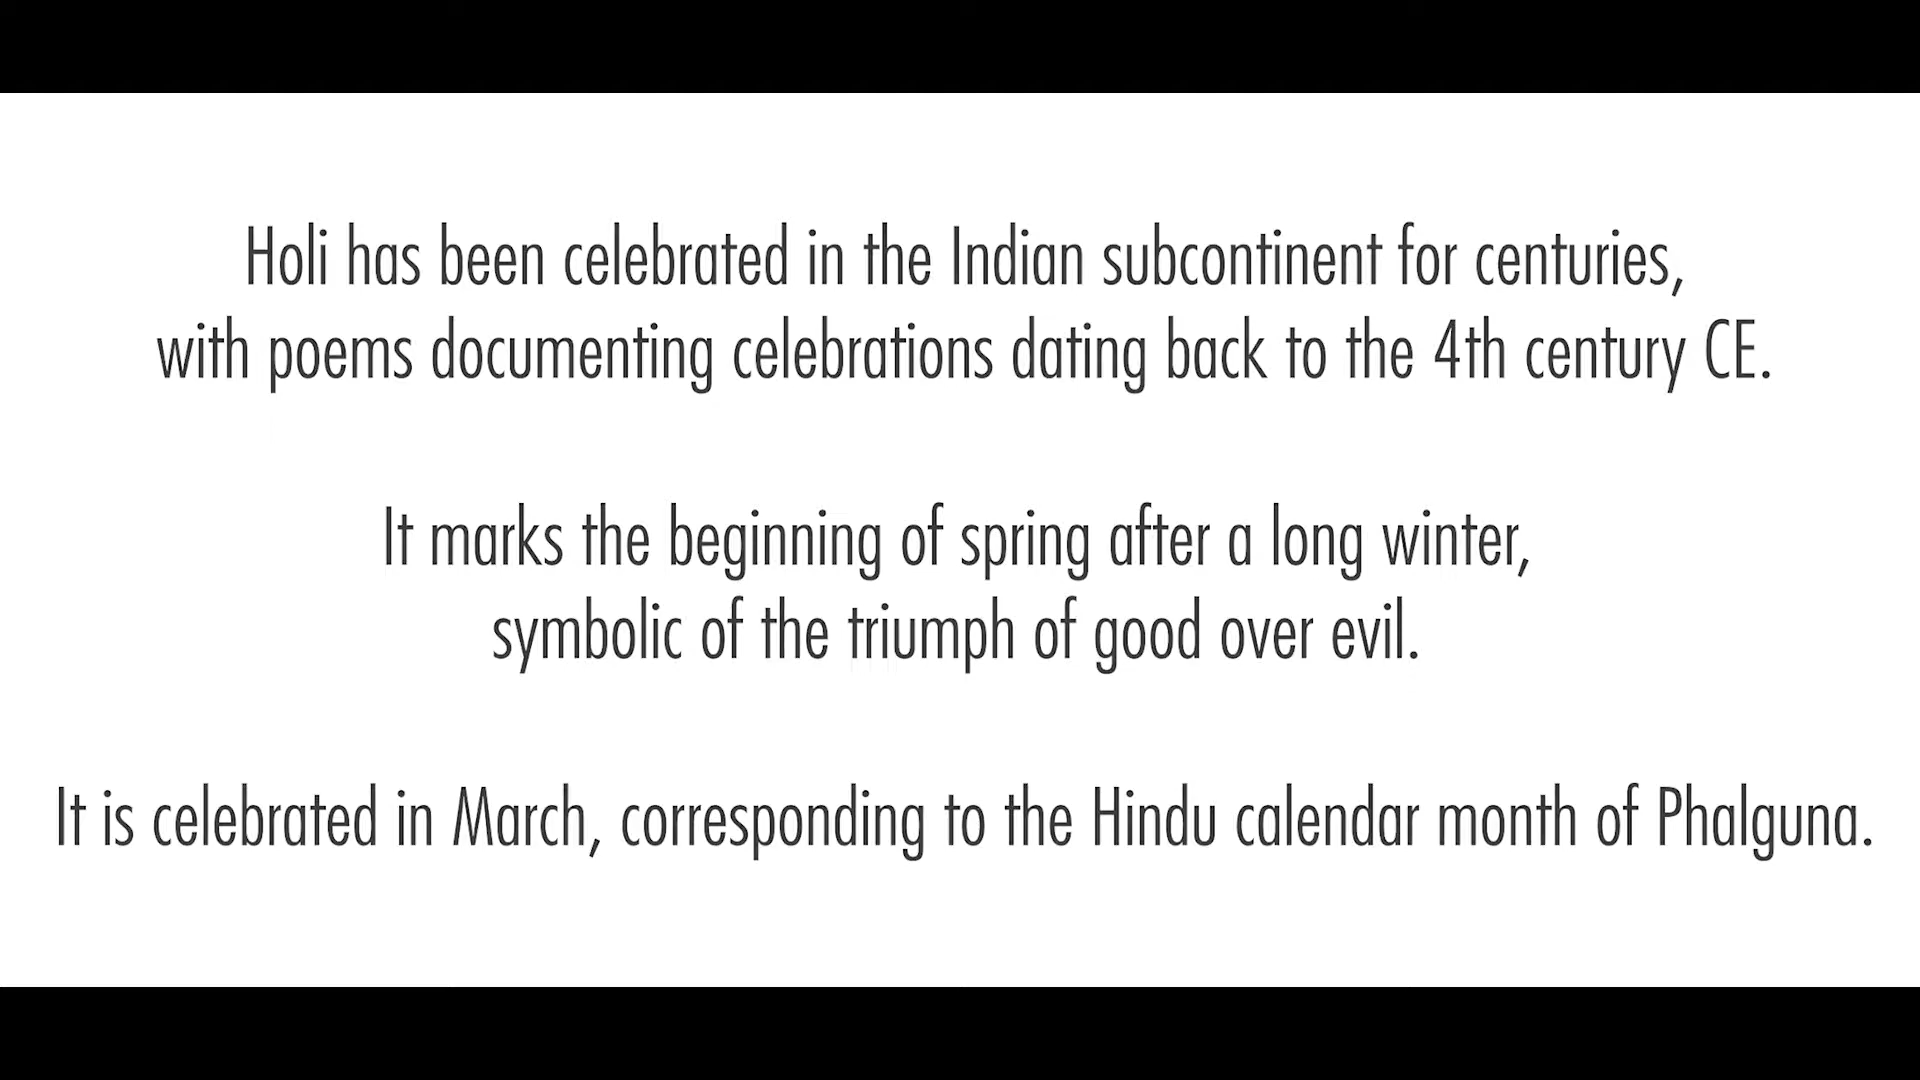 Holi has been celebrated in the Indian subcontinent for centuries,
with poems documenting celebrations dating back to the 4th century CE.
It marks the beginning of spring after a long winter,
symbolic of the triumph of good over evil.
It is celebrated in March, corresponding to the Hindu calendar month of Phalguna.